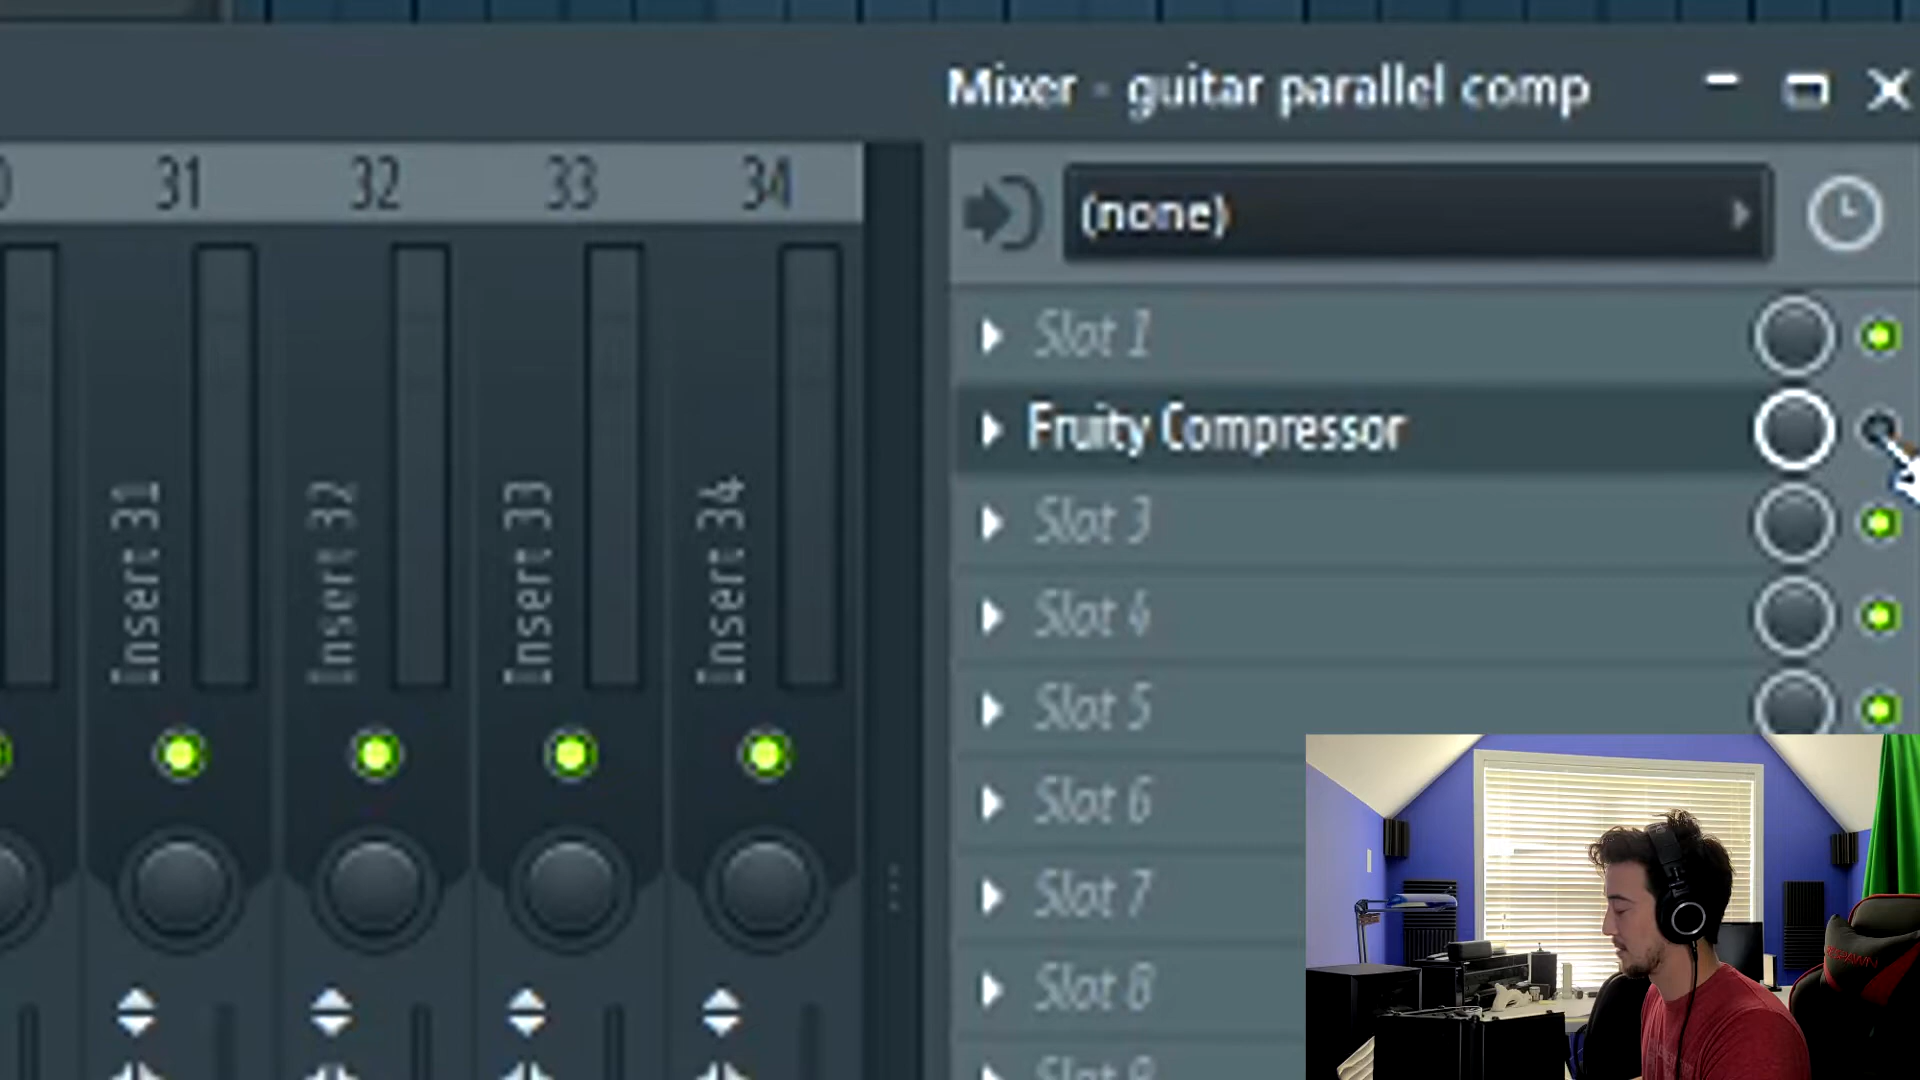 Mixer - guitar parallel comp
31 32 33 34
(none)
Slot 1
Fruity Compressor
Slot 3
Slot 4
Slot 5
Slot 6
Slot 7
Slot 8
Insert 31
Insert 32
Insert 33
Insert 34